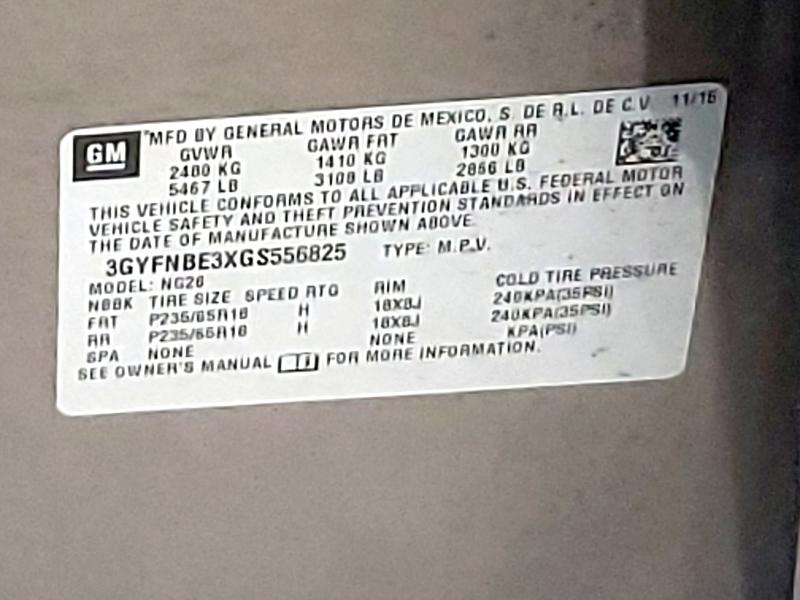 GM
MFD BY GENERAL MOTORS DE MEXICO, S. DE R.L. DE C.V 11/15
GVWR GAWR FRT GAWR RR
2480 KG 1410 KG 1300 KG
5467 LB 3108 LB 2866 LB
THIS VEHICLE CONFORMS TO ALL APPLICABLE U.S. FEDERAL MOTOR
VEHICLE SAFETY AND THEFT PREVENTION STANDARDS IN EFFECT ON
THE DATE OF MANUFACTURE SHOWN ABOVE.
3GYFNBE3XGS556825 TYPE: M.P.V.
MODEL: NG26
NBBK TIRE SIZE SPEED RTG RIM COLD TIRE PRESSURE
FRT P235/65R18 H 18X8J 240KPA(35PSI)
RR P235/65R18 H 18X8J 240KPA(35PSI)
SPA NONE NONE KPA(PSI)
SEE OWNER'S MANUAL FOR MORE INFORMATION.